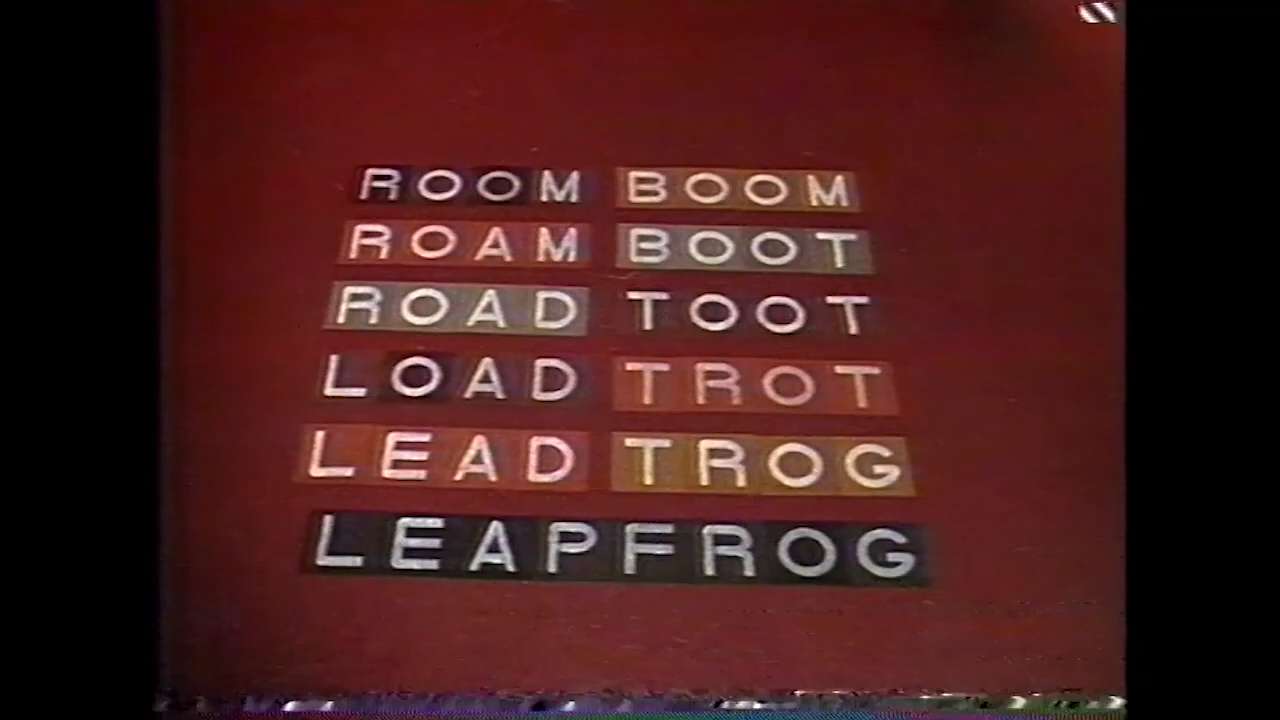 ROOM BOOM
ROAM BOOT
ROAD TOOT
LOAD TROT
LEAD TROG
LEAPFROG